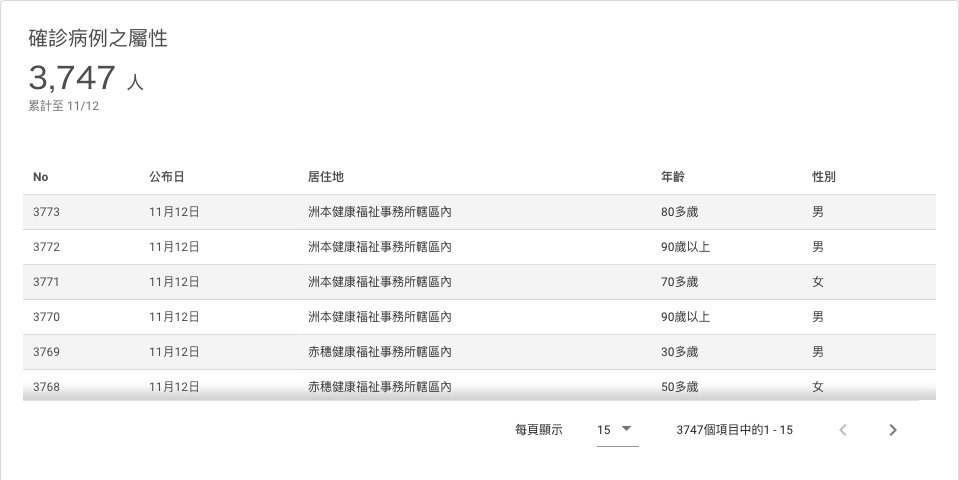 確診病例之屬性
3,747 人
累計至 11/12
No 公布日 居住地 年齡 性別
3773 11月12日 洲本健康福祉事務所轄區內 80多歲 男
3772 11月12日 洲本健康福祉事務所轄區內 90歲以上 男
3771 11月12日 洲本健康福祉事務所轄區內 70多歲 女
3770 11月12日 洲本健康福祉事務所轄區內 90歲以上 男
3769 11月12日 赤穗健康福祉事務所轄區內 30多歲 男
3768 11月12日 赤穗健康福祉事務所轄區內 50多歲 女
每頁顯示 15 3747個項目中的1 - 15